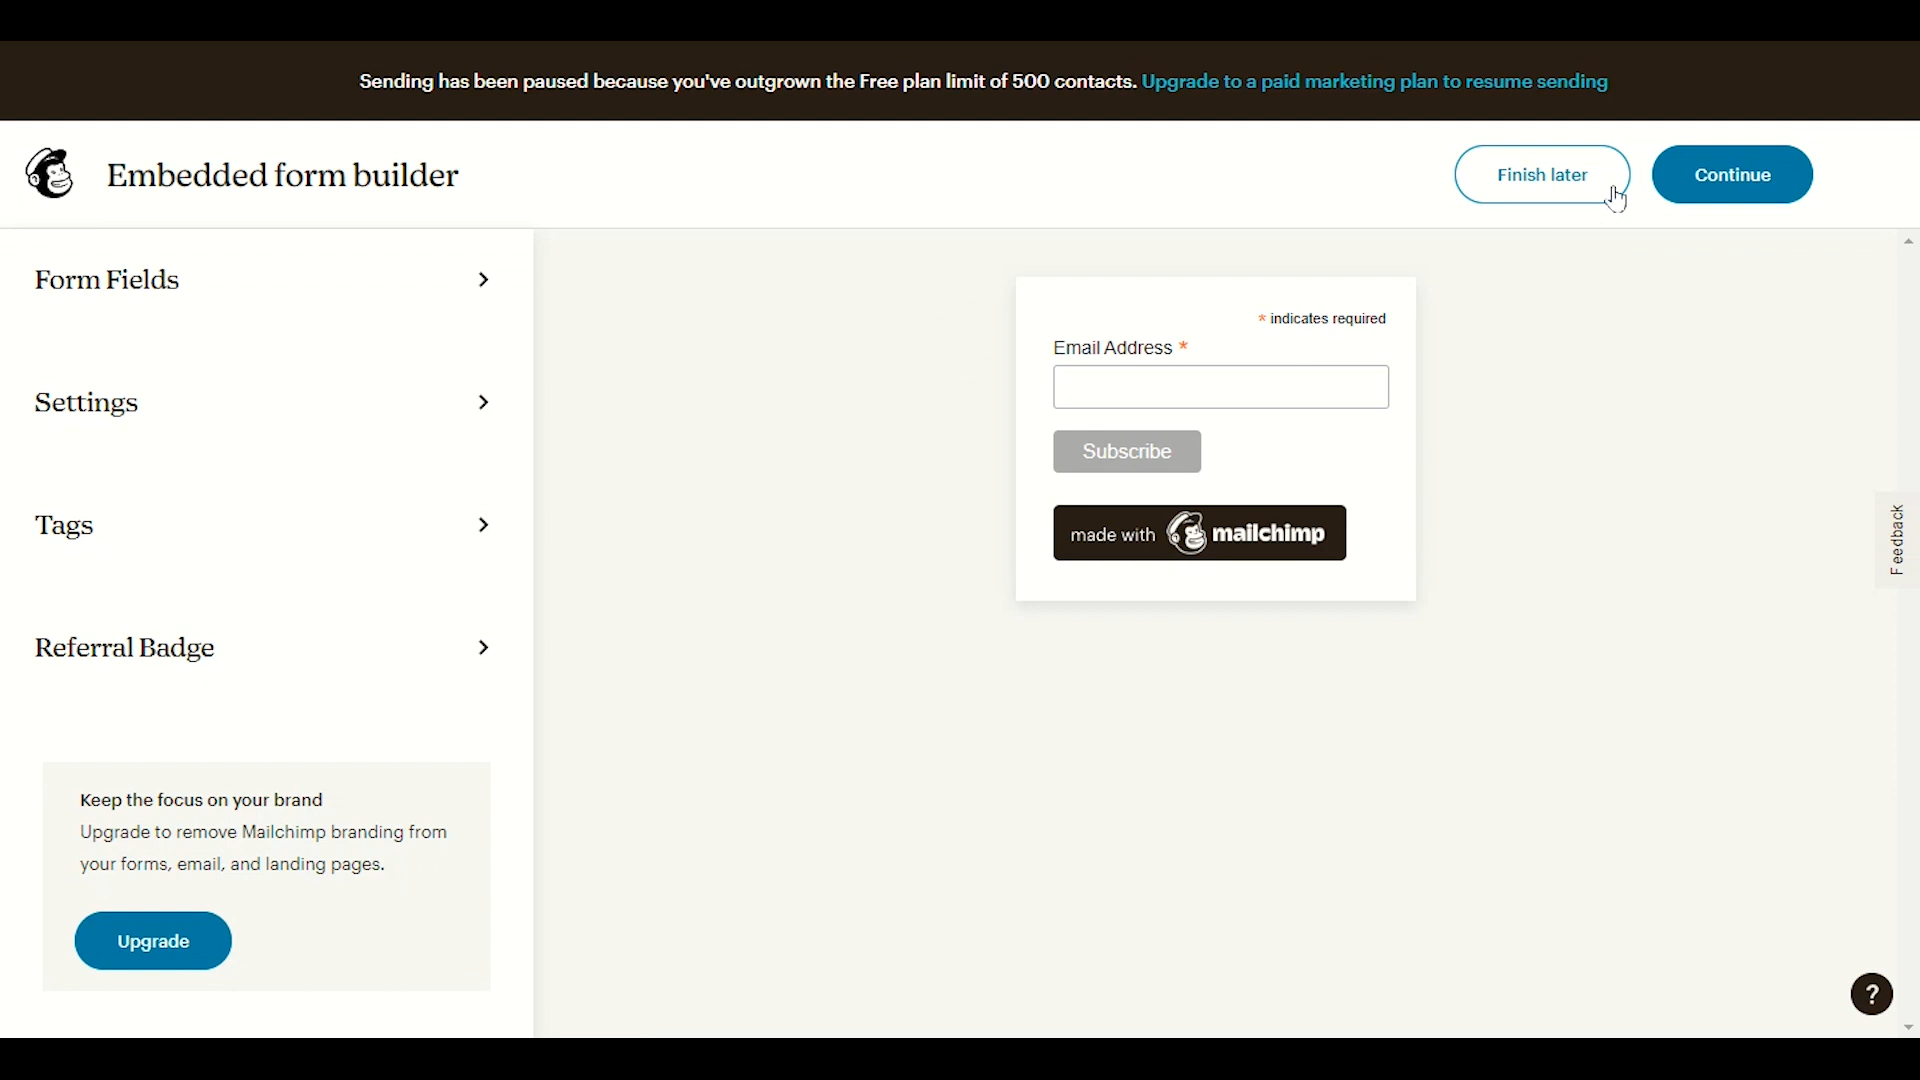 Sending has been paused because you've outgrown the Free plan limit of 500 contacts. Upgrade to a paid marketing plan to resume sending
Embedded form builder
Finish later
Continue
Form Fields
Settings
Tags
Referral Badge
Keep the focus on your brand
Upgrade to remove Mailchimp branding from
your forms, email, and landing pages.
Upgrade
* indicates required
Email Address *
Subscribe
made with mailchimp
Feedback
?